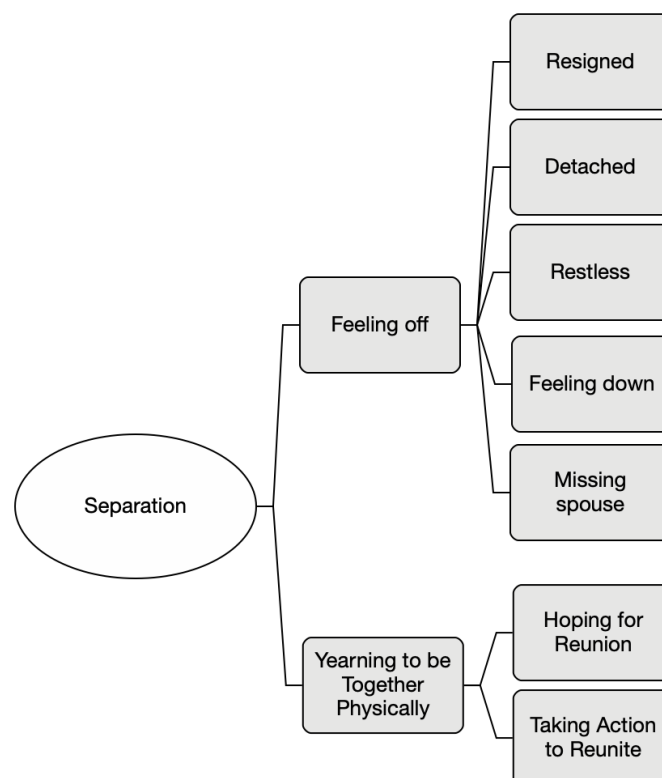 Resigned
Detached
Restless
Feeling off
Feeling down
Missing
spouse
Separation
Hoping for
Reunion
Yearning to be
Together
Physically
Taking Action
to Reunite